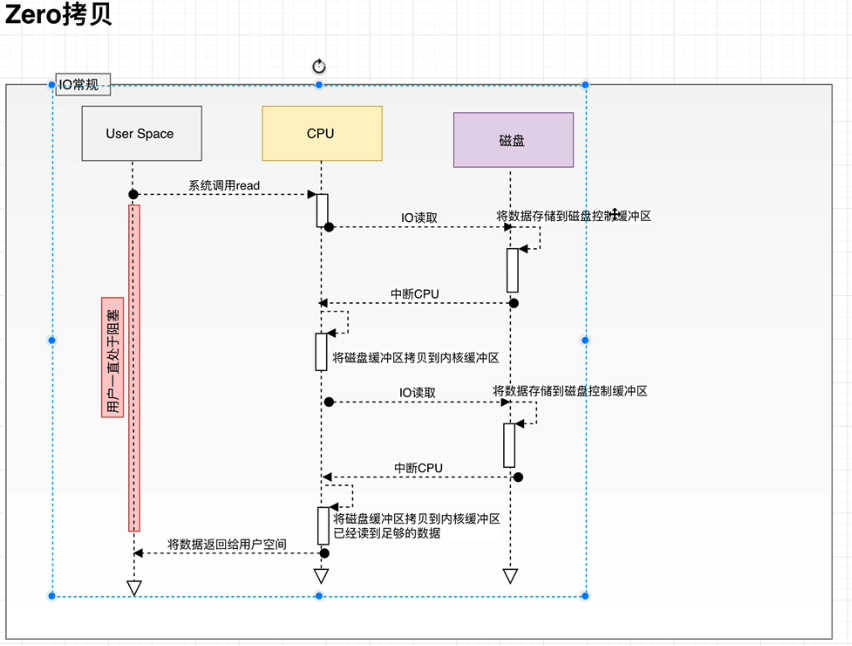 Zero拷贝
IO常规
User Space
CPU
磁盘
系统调用read
IO读取
将数据存储到磁盘控制缓冲区
中断CPU
用户一直处于阻塞
将磁盘缓冲区拷贝到内核缓冲区
IO读取
将数据存储到磁盘控制缓冲区
中断CPU
将磁盘缓冲区拷贝到内核缓冲区
已经读到足够的数据
将数据返回给用户空间